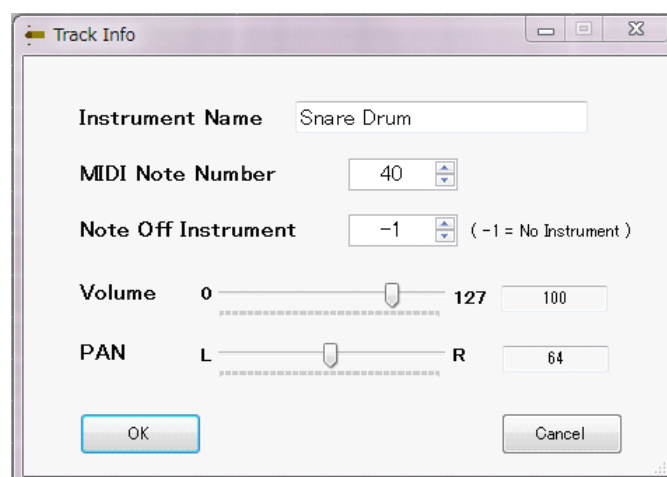 Track Info
Instrument Name Snare Drum
MIDI Note Number 40
Note Off Instrument -1 ( -1 = No Instrument )
Volume 0 127 100
PAN L R 64
OK Cancel